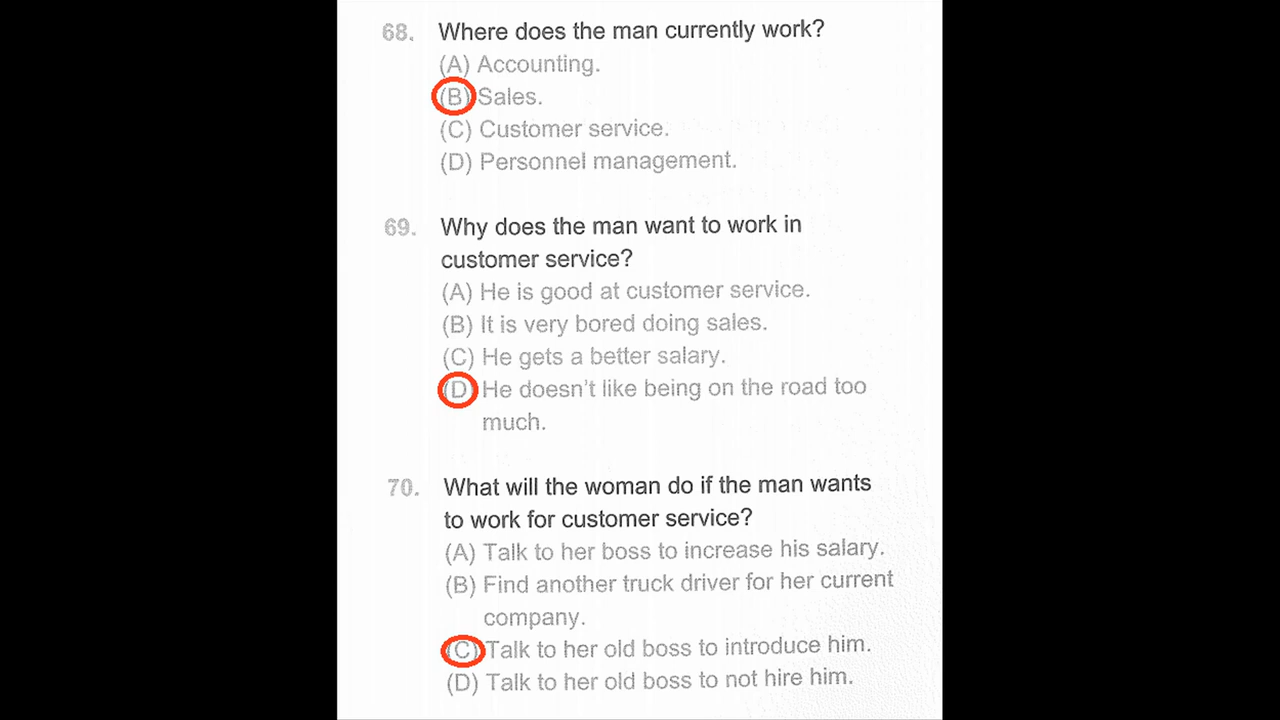 68. Where does the man currently work?
(A) Accounting.
(B) Sales.
(C) Customer service.
(D) Personnel management.
69. Why does the man want to work in
customer service?
(A) He is good at customer service.
(B) It is very bored doing sales.
(C) He gets a better salary.
(D) He doesn't like being on the road too
much.
70. What will the woman do if the man wants
to work for customer service?
(A) Talk to her boss to increase his salary.
(B) Find another truck driver for her current
company.
(C) Talk to her old boss to introduce him.
(D) Talk to her old boss to not hire him.